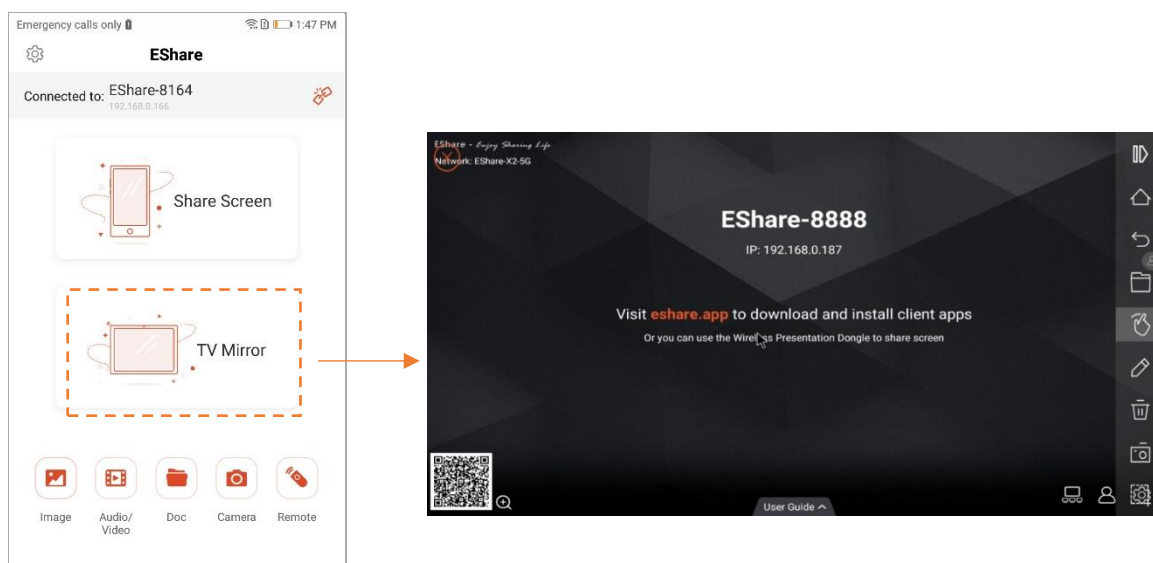 Emergency calls only
1:47 PM
EShare
Connected to: EShare-8164
192.168.0.166
Share Screen
TV Mirror
Image
Audio/
Video
Doc
Camera
Remote
EShare - Enjoy Sharing Life
Network: EShare-X2-5G
EShare-8888
IP: 192.168.0.187
Visit eshare.app to download and install client apps
Or you can use the Wireless Presentation Dongle to share screen
User Guide